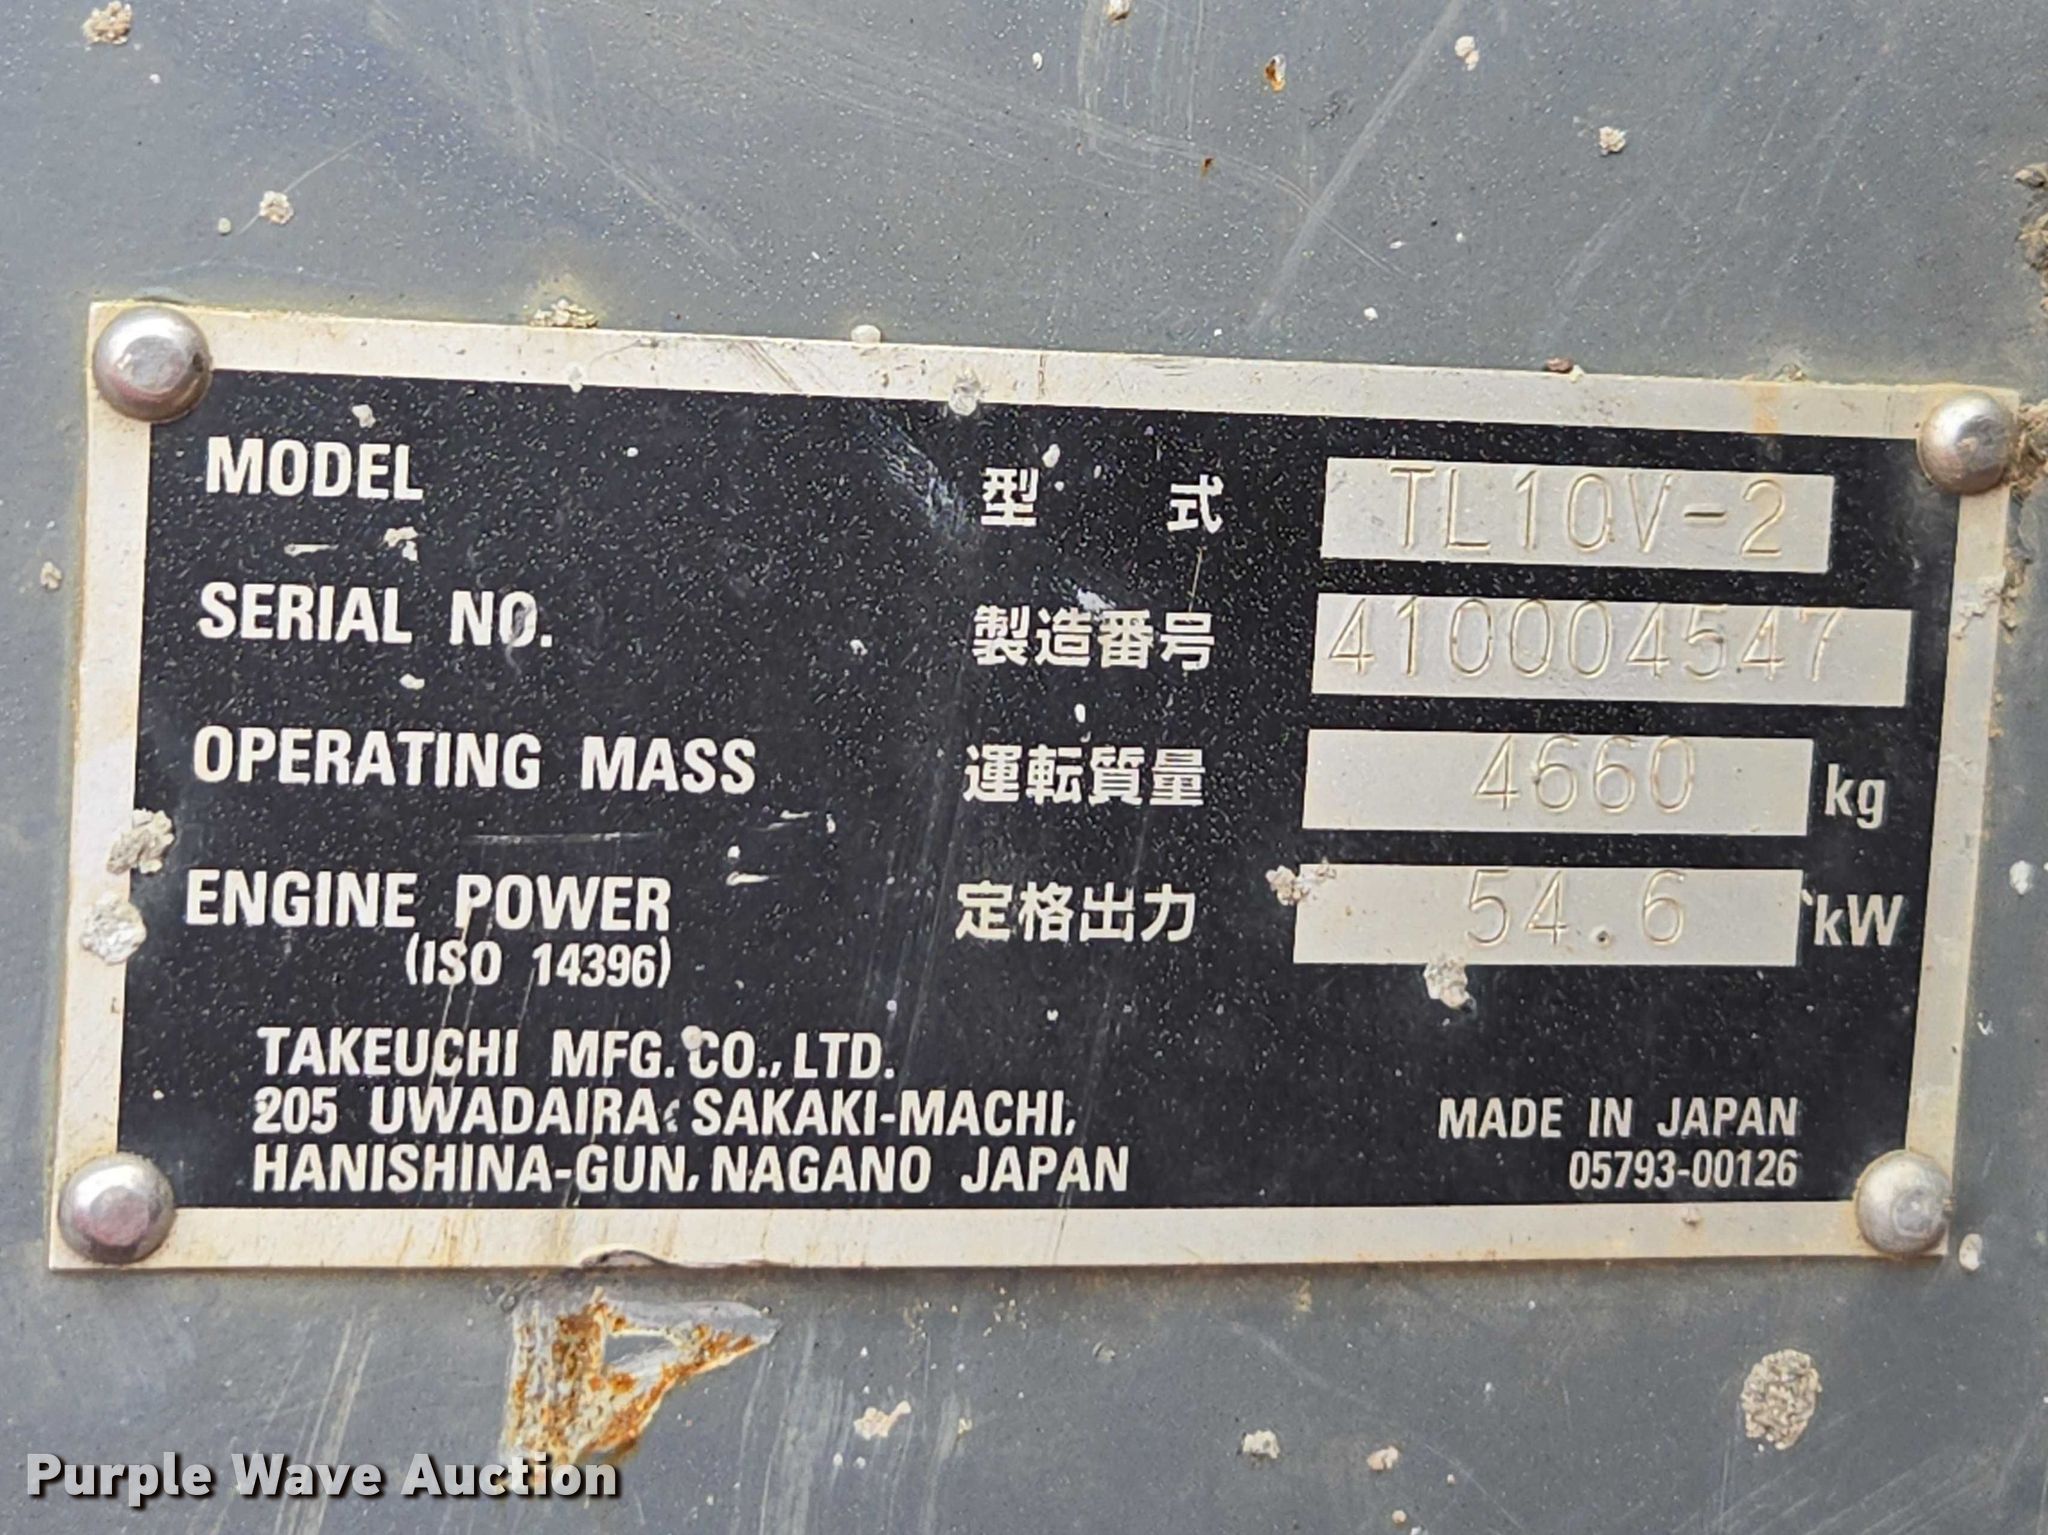 MODEL 型 式 TL10V-2
SERIAL NO. 製造番号 410004547
OPERATING MASS 運転質量 4660 kg
ENGINE POWER 定格出力 54.6 kW
(ISO 14396)
TAKEUCHI MFG. CO., LTD.
205 UWADAIRA, SAKAKI-MACHI,
HANISHINA-GUN, NAGANO JAPAN
MADE IN JAPAN
05793-00126
Purple Wave Auction